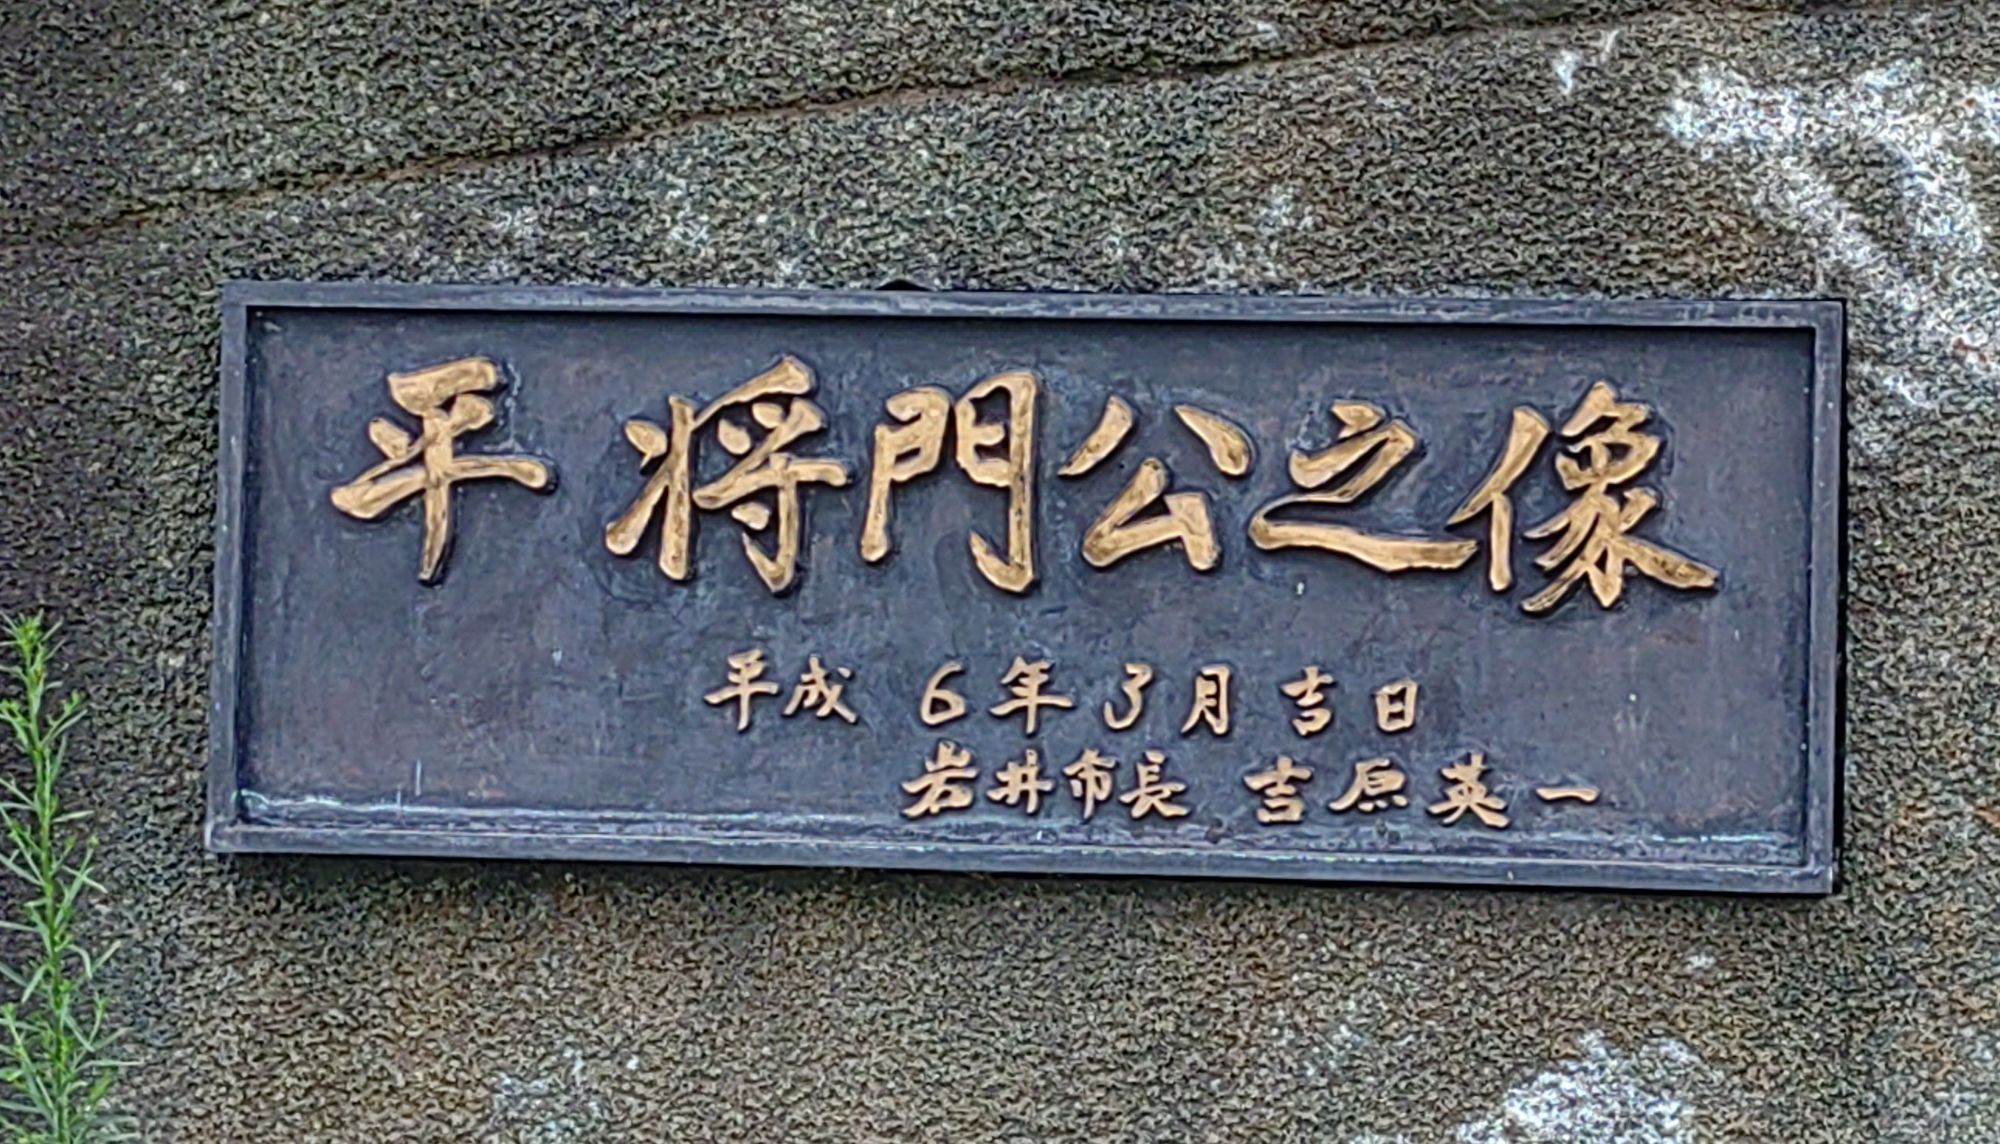 平将門公之像
平成 6年3月吉日
岩井市長 吉原英一